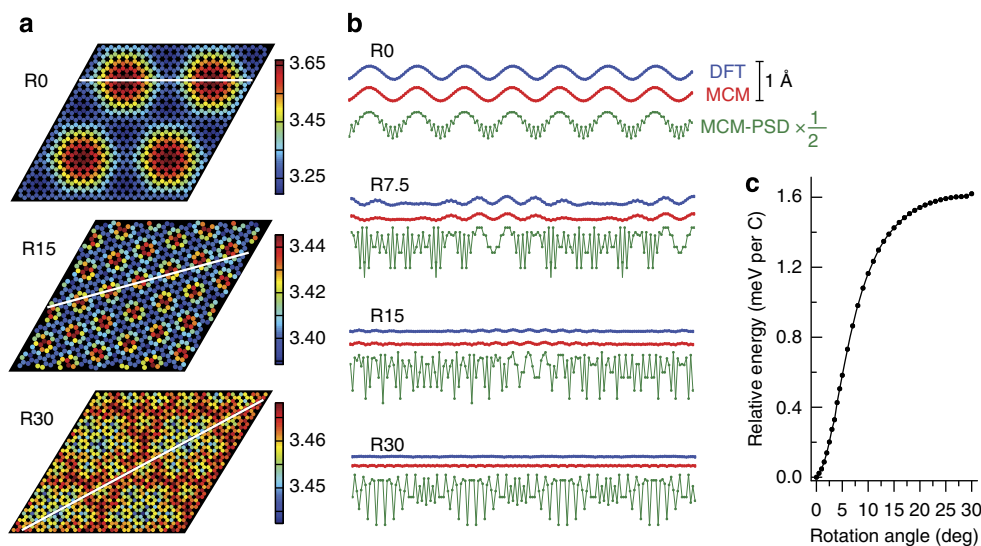 a
R0
3.65
3.45
3.25
R15
3.44
3.42
3.40
R30
3.46
3.45
b
R0
DFT
MCM
1 Å
MCM-PSD × 1/2
R7.5
R15
R30
c
Relative energy (meV per C)
1.6
1.2
0.8
0.4
0.0
0 5 10 15 20 25 30
Rotation angle (deg)